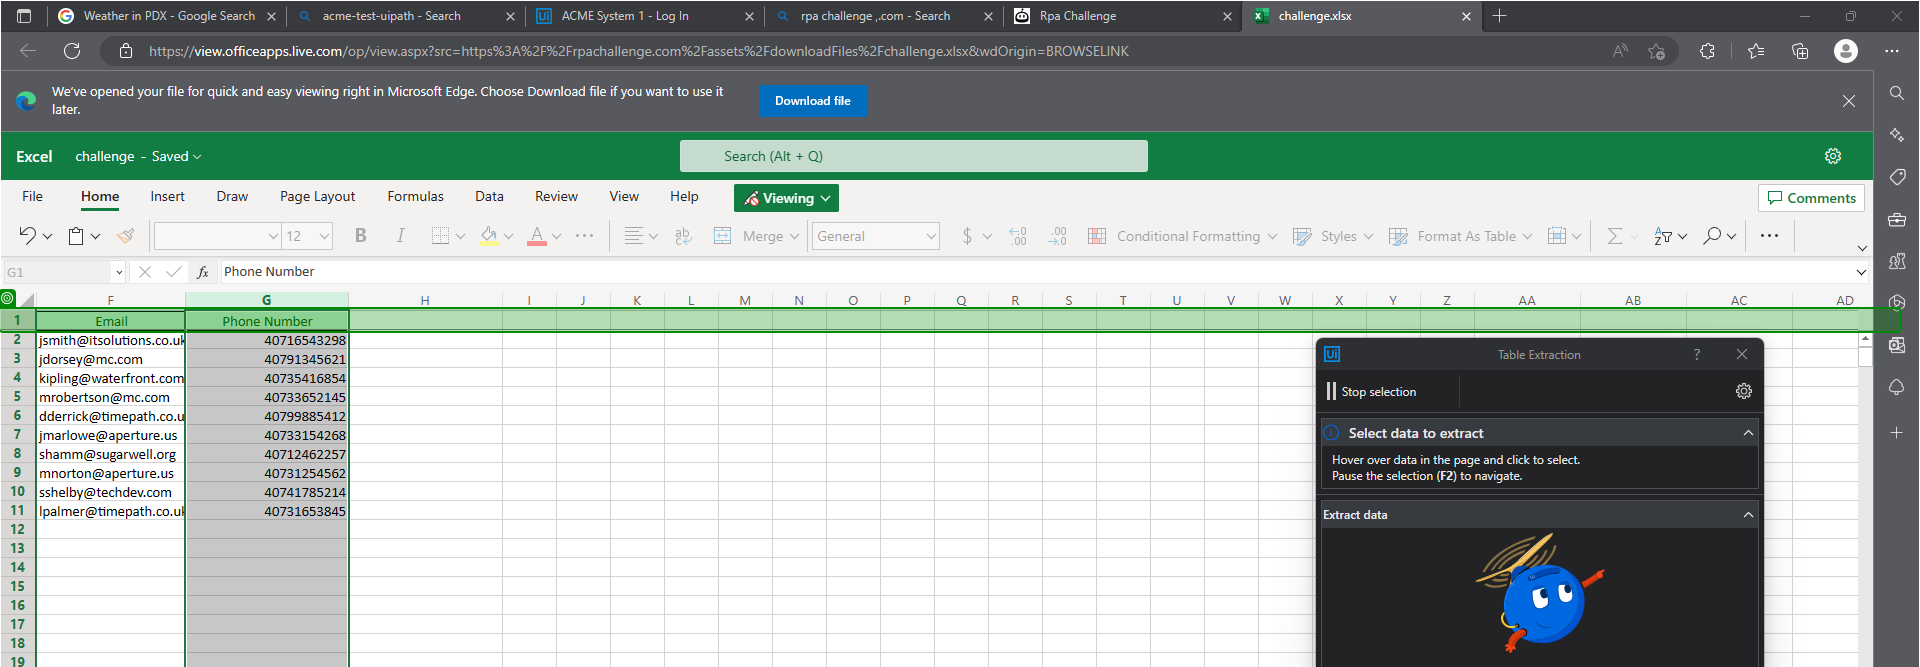 Weather in PDX - Google Search
acme-test-uipath - Search
Ui ACME System 1 - Log In
rpa challenge ,.com - Search
Rpa Challenge
challenge.xlsx
https://view.officeapps.live.com/op/view.aspx?src=https%3A%2F%2Frpachallenge.com%2Fassets%2FdownloadFiles%2Fchallenge.xlsx&wdOrigin=BROWSELINK
We've opened your file for quick and easy viewing right in Microsoft Edge. Choose Download file if you want to use it
later.
Download file
Excel challenge - Saved
Search (Alt + Q)
File Home Insert Draw Page Layout Formulas Data Review View Help Viewing Comments
12 B I A ab Merge General $ .00 .00 Conditional Formatting Styles Format As Table Σ
G1 fx Phone Number
F G H I J K L M N O P Q R S T U V W X Y Z AA AB AC AD
1 Email Phone Number
2 jsmith@itsolutions.co.uk 40716543298
3 jdorsey@mc.com 40791345621
4 kipling@waterfront.com 40735416854
5 mrobertson@mc.com 40733652145
6 dderrick@timepath.co.u 40799885412
7 jmarlowe@aperture.us 40733154268
8 shamm@sugarwell.org 40712462257
9 mnorton@aperture.us 40731254562
10 sshelby@techdev.com 40741785214
11 lpalmer@timepath.co.uk 40731653845
12
13
14
15
16
17
18
19
Ui Table Extraction ?
Stop selection
Select data to extract
Hover over data in the page and click to select.
Pause the selection (F2) to navigate.
Extract data